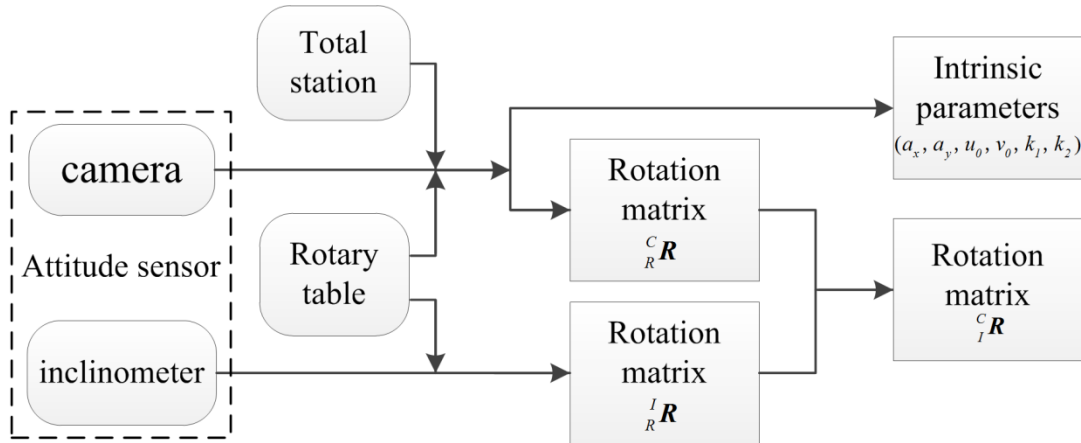 Total
station
camera
Attitude sensor
inclinometer
Rotary
table
Intrinsic
parameters
(a_x, a_y, u_0, v_0, k_1, k_2)
Rotation
matrix
^C_R R
Rotation
matrix
^I_R R
Rotation
matrix
^C_I R